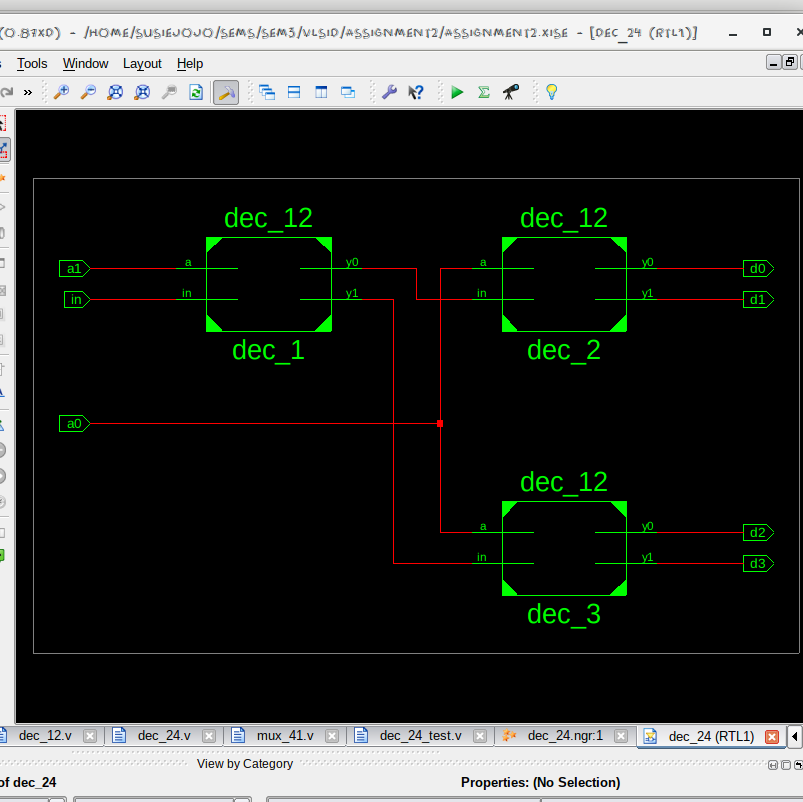 (0.87XD) - /HOME/SUSIEJOJO/SEMS/SEM3/VLSID/ASSIGNMENT2/ASSIGNMENT2.XISE - [DEC_24 (RTL1)]
Tools Window Layout Help
»
dec_12 dec_12
a1 a y0 a y0 d0
in in y1 in y1 d1
dec_1 dec_2
a0
dec_12
a y0 d2
in y1 d3
dec_3
dec_12.v dec_24.v mux_41.v dec_24_test.v dec_24.ngr:1 dec_24 (RTL1)
View by Category
of dec_24 Properties: (No Selection)